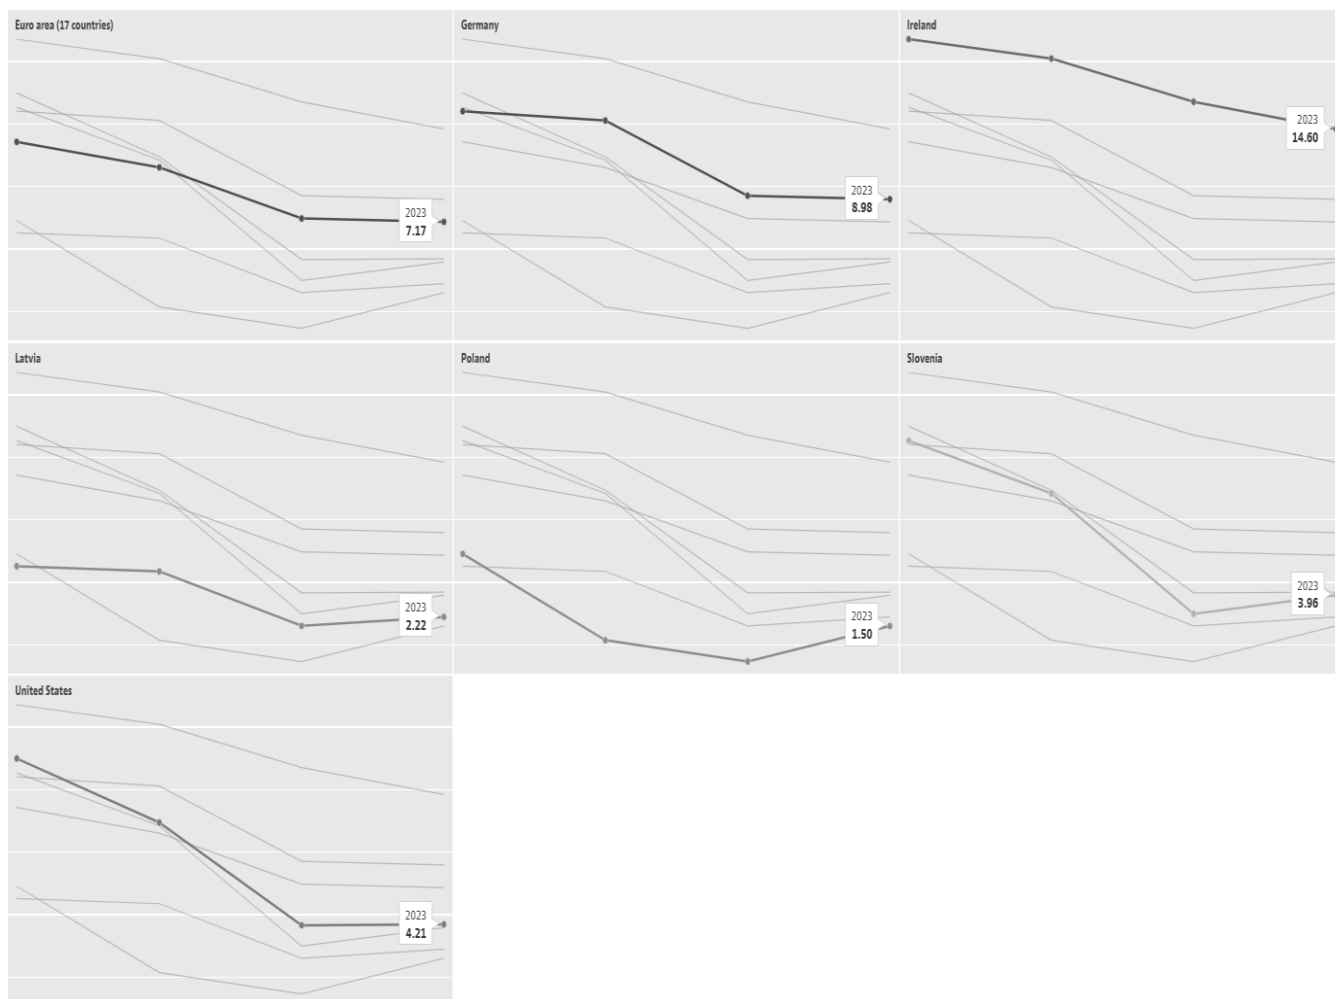 Euro area (17 countries)
2023
7.17
Germany
2023
8.98
Ireland
2023
14.60
Latvia
2023
2.22
Poland
2023
1.50
Slovenia
2023
3.96
United States
2023
4.21